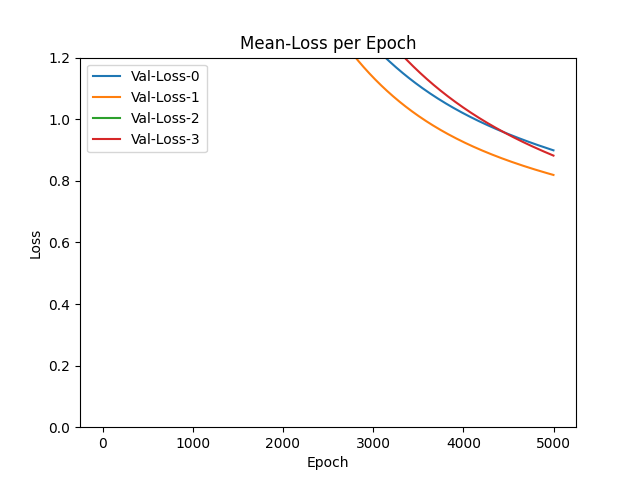 Mean-Loss per Epoch
1.2
1.0
0.8
0.6
0.4
0.2
0.0
Loss
Val-Loss-0
Val-Loss-1
Val-Loss-2
Val-Loss-3
0 1000 2000 3000 4000 5000
Epoch